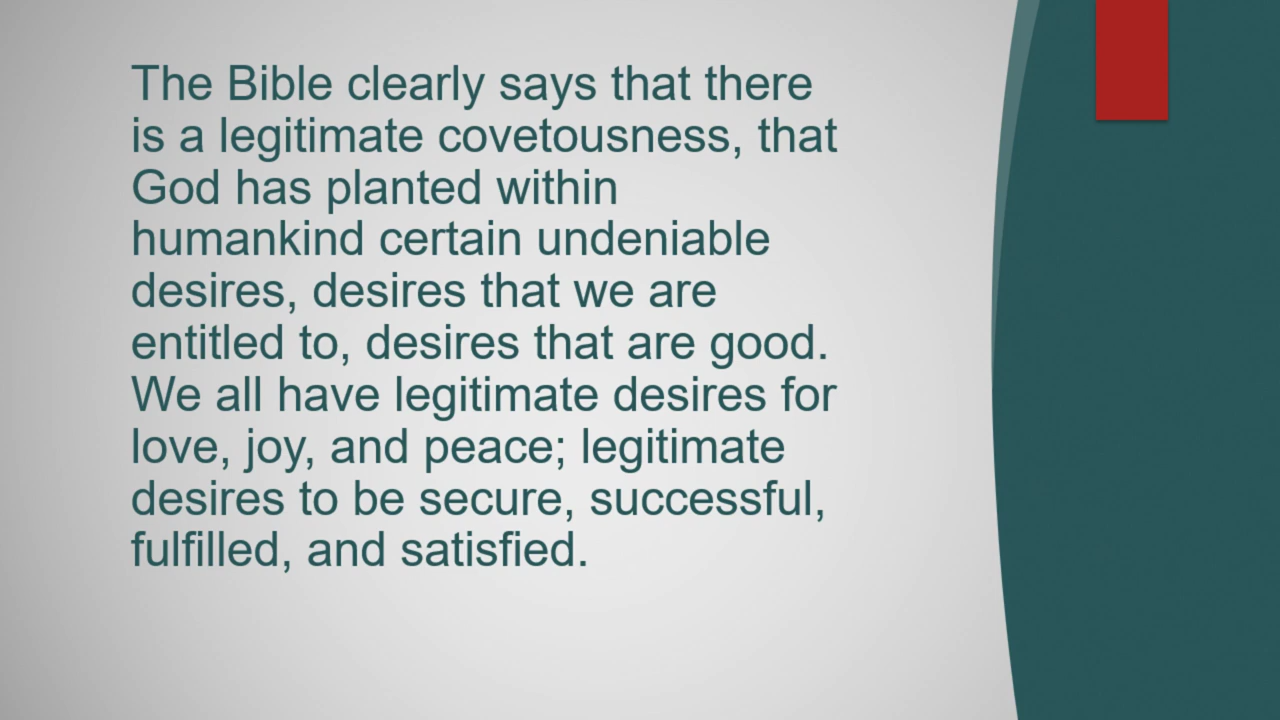 The Bible clearly says that there
is a legitimate covetousness, that
God has planted within
humankind certain undeniable
desires, desires that we are
entitled to, desires that are good.
We all have legitimate desires for
love, joy, and peace; legitimate
desires to be secure, successful,
fulfilled, and satisfied.